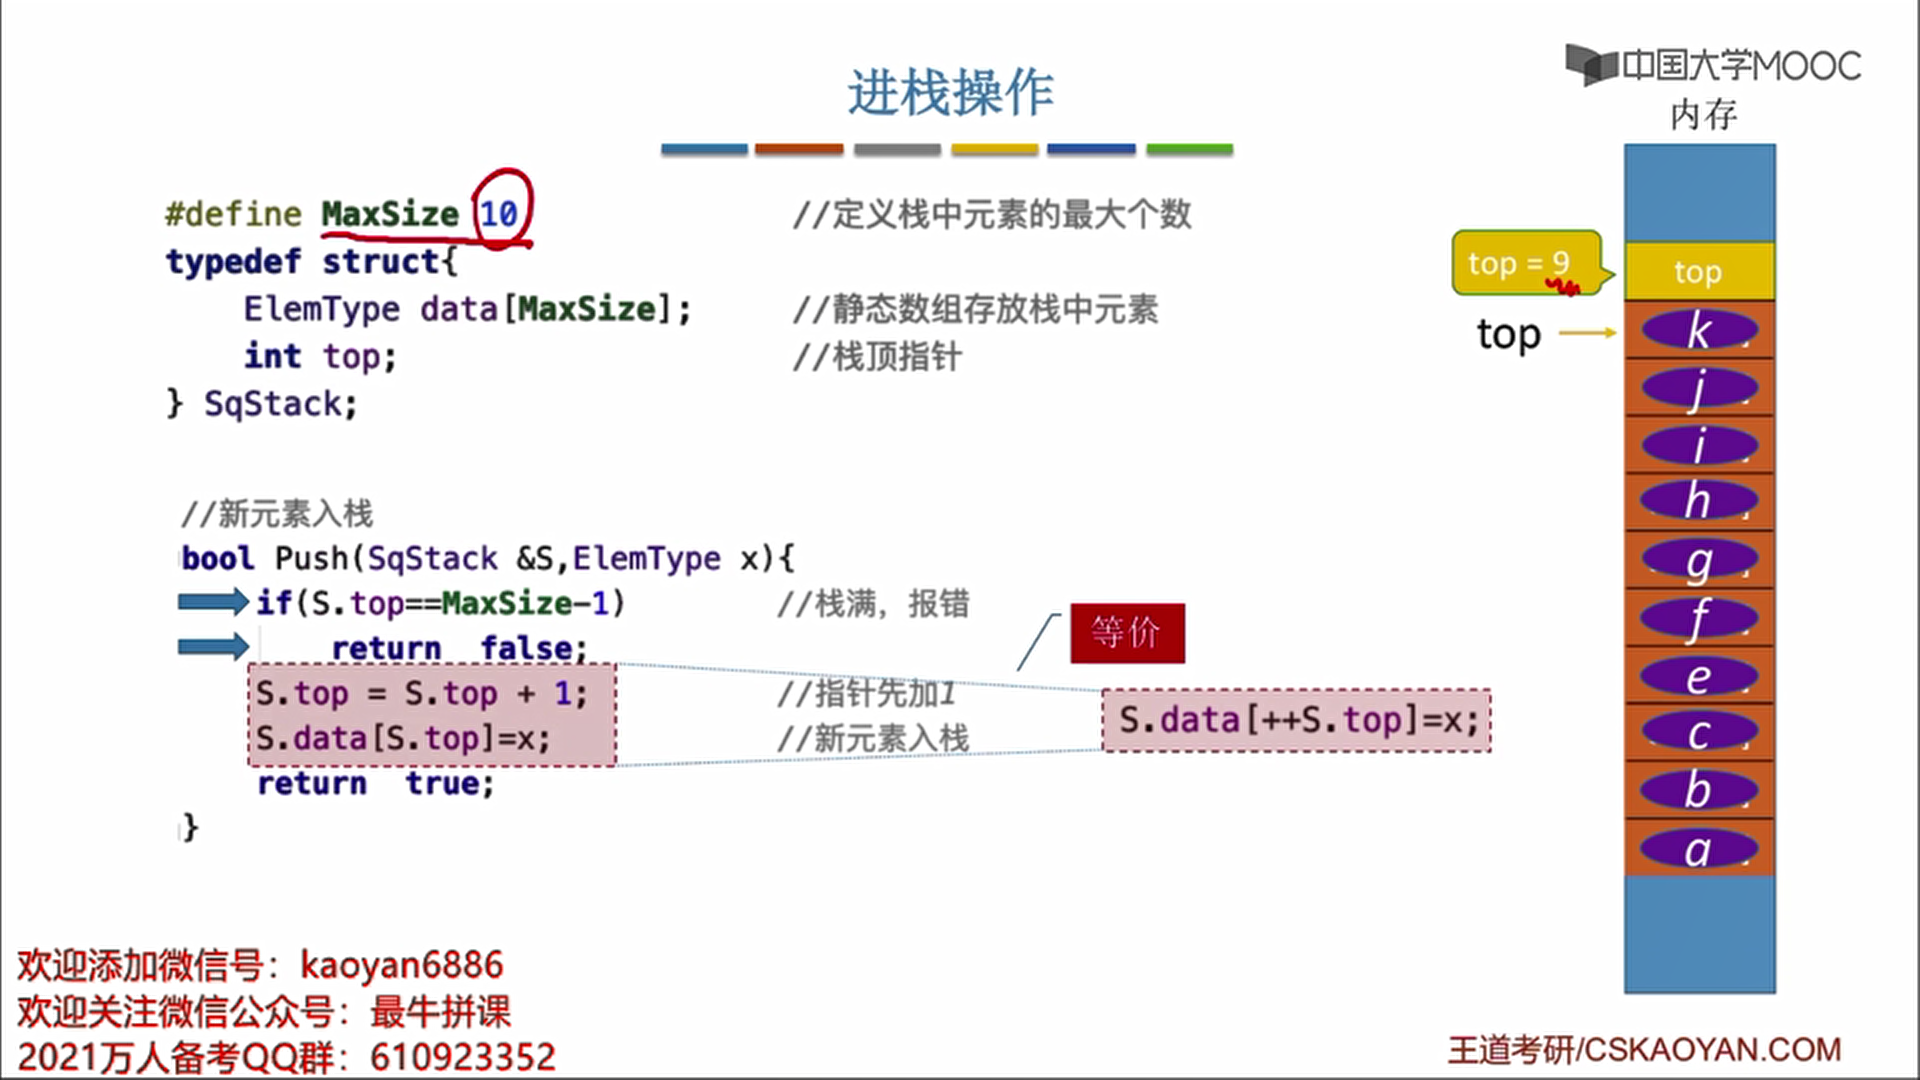 中国大学MOOC
进栈操作
内存
#define MaxSize 10 //定义栈中元素的最大个数
typedef struct{
ElemType data[MaxSize]; //静态数组存放栈中元素
int top; //栈顶指针
} SqStack;
//新元素入栈
bool Push(SqStack &S,ElemType x){
if(S.top==MaxSize-1) //栈满，报错
return false;
S.top = S.top + 1; //指针先加1
S.data[S.top]=x; //新元素入栈
return true;
}
等价
S.data[++S.top]=x;
top = 9
top
top
k
j
i
h
g
f
e
c
b
a
欢迎添加微信号：kaoyan6886
欢迎关注微信公众号：最牛拼课
2021万人备考QQ群：610923352
王道考研/CSKAOYAN.COM